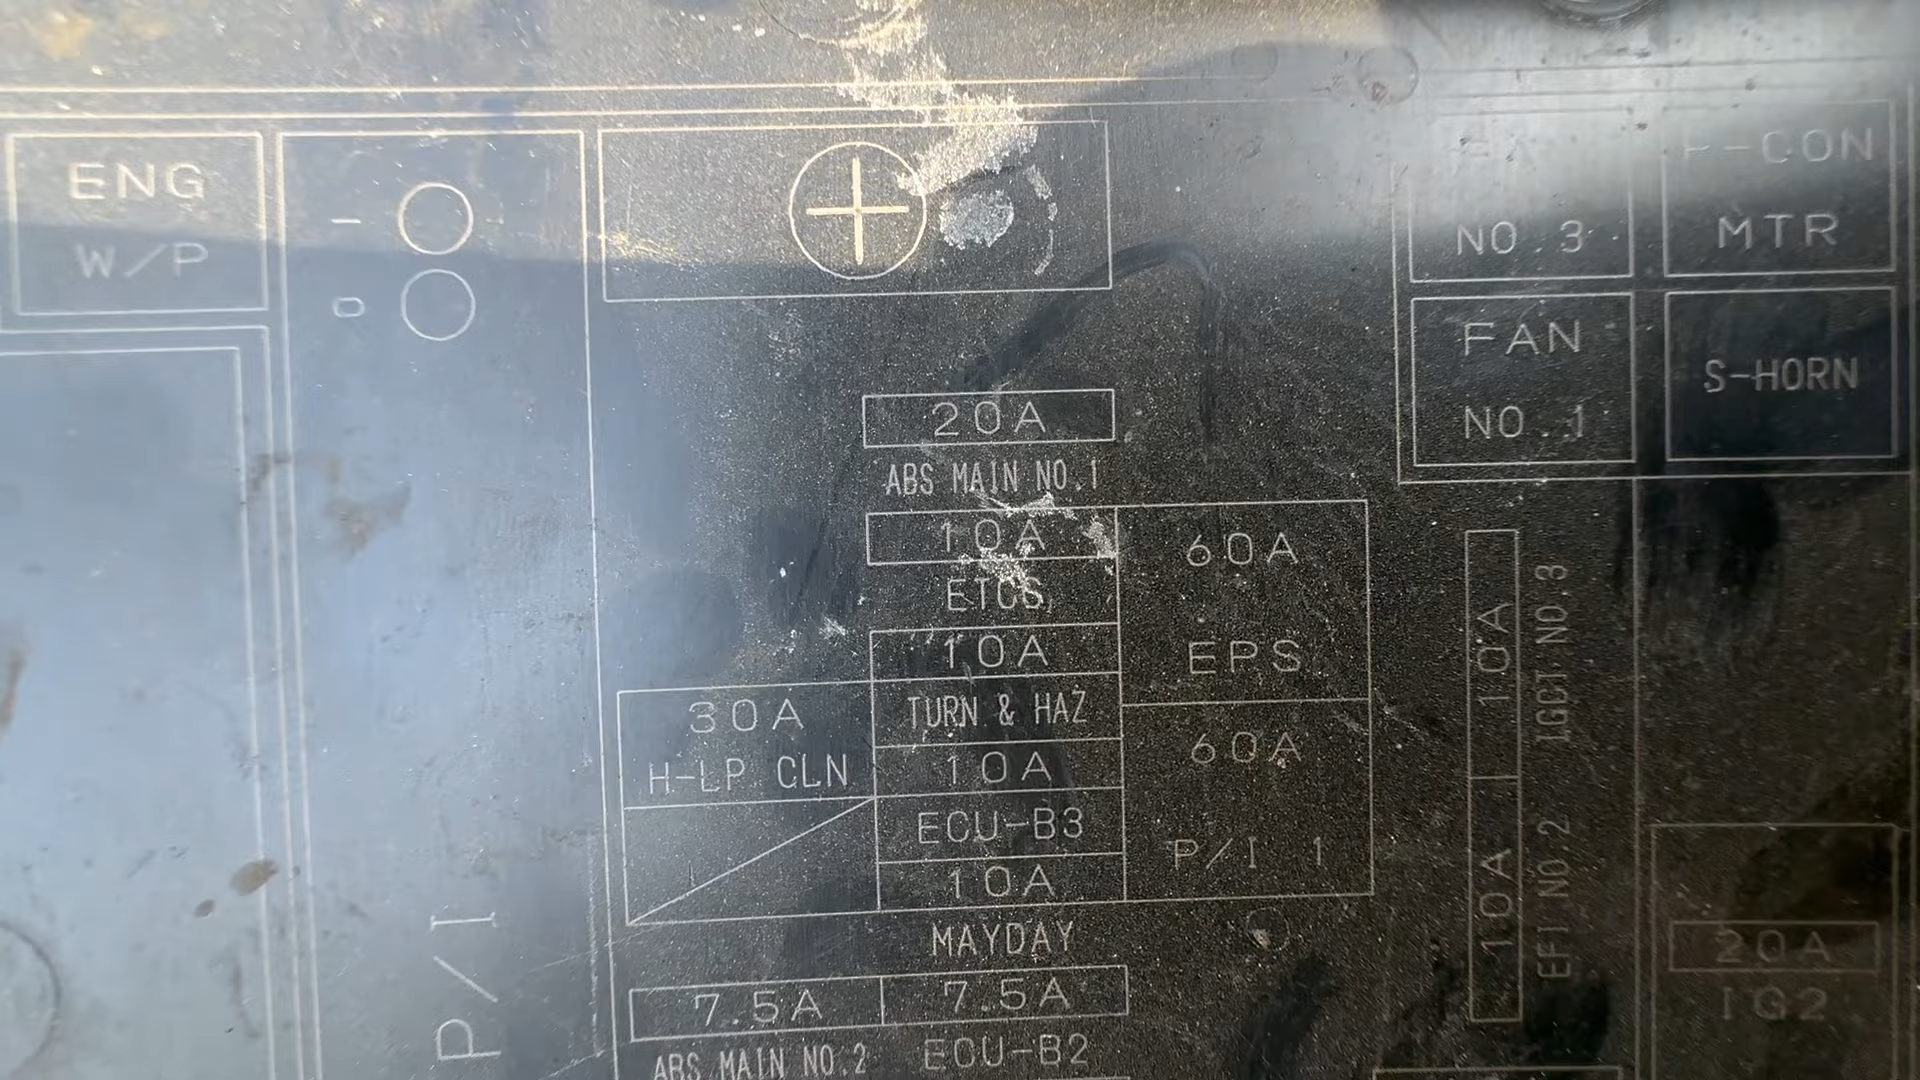 ENG
W/P
-
O
P/I
20A
ABS MAIN NO.1
10A
ETCS
10A
TURN & HAZ
10A
ECU-B3
10A
MAYDAY
30A
H-LP CLN
7.5A
ABS MAIN NO.2
7.5A
ECU-B2
60A
EPS
60A
P/I 1
NO.3
MTR
FAN
NO.1
S-HORN
10A
IGCT NO.3
10A
EFI NO.2
20A
IG2